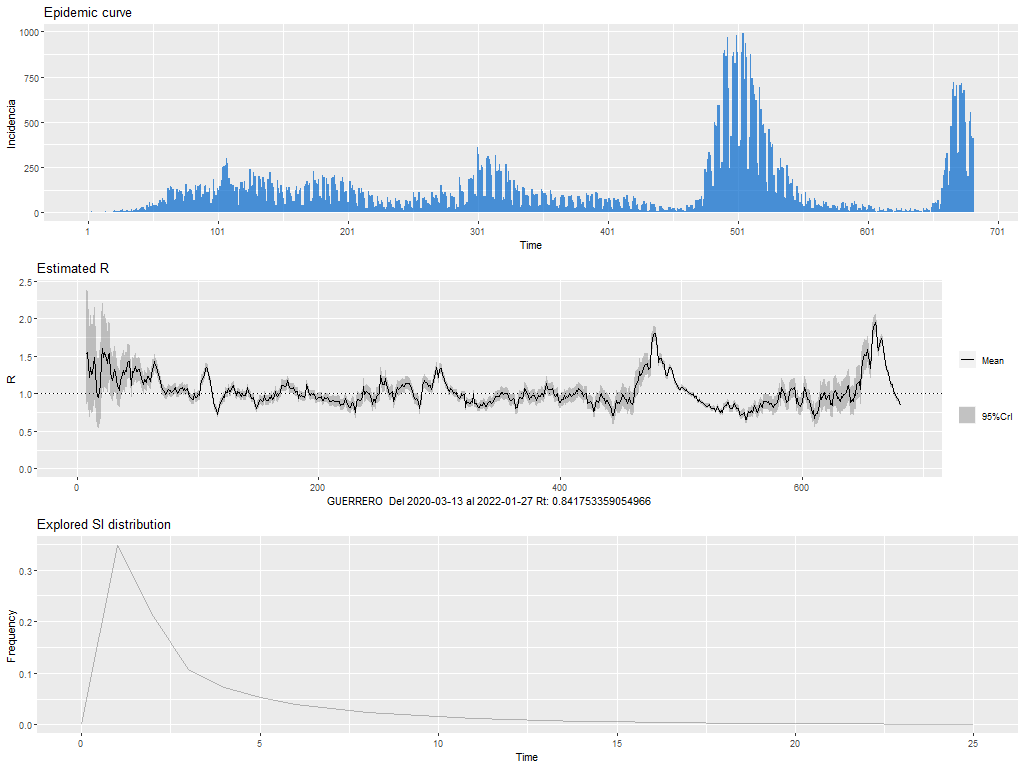 Epidemic curve
1000
750
500
250
0
Incidencia
1 101 201 301 401 501 601 701
Time
Estimated R
2.5
2.0
1.5
1.0
0.5
0.0
R
Mean
95%CrI
0 200 400 600
GUERRERO Del 2020-03-13 al 2022-01-27 Rt: 0.841753359054966
Explored SI distribution
0.3
0.2
0.1
0.0
Frequency
0 5 10 15 20 25
Time